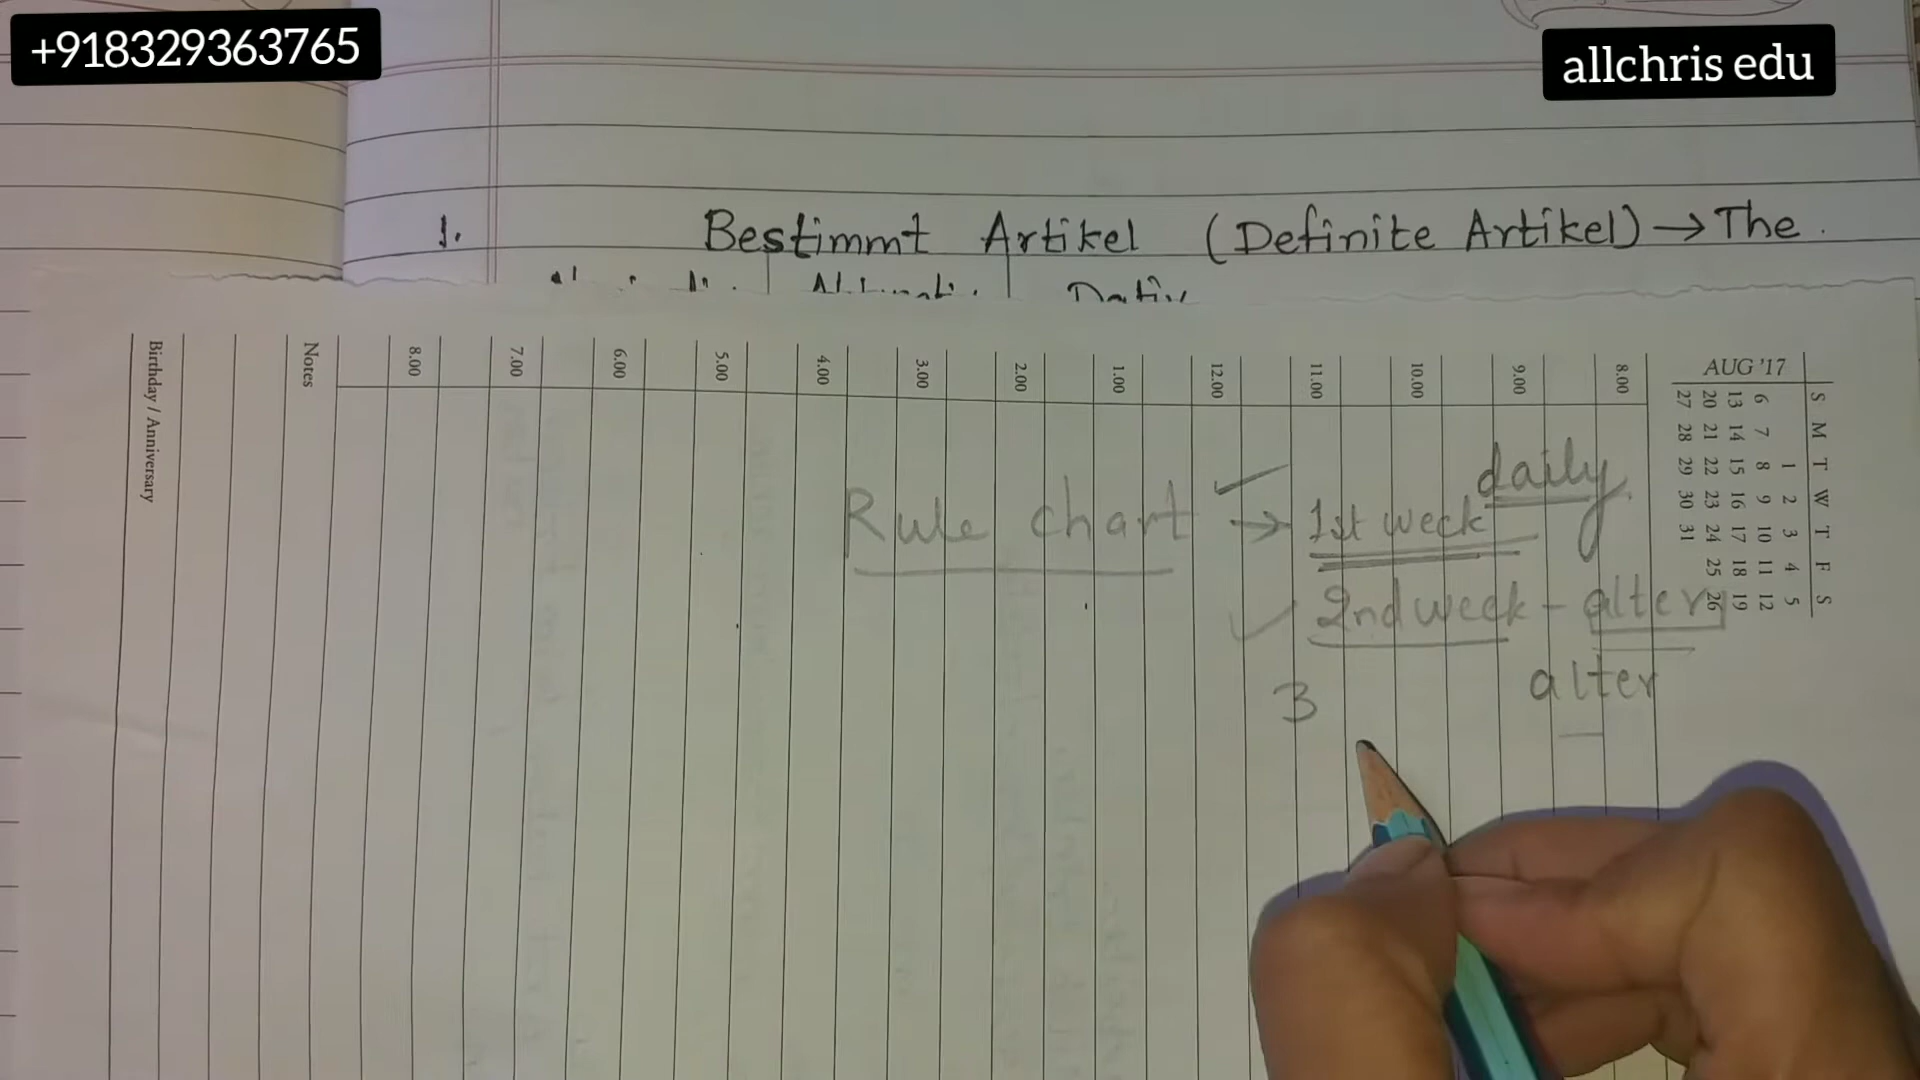 +918329363765
allchris edu
1. Bestimmt Artikel (Definite Artikel) → The.
AUG '17
S M T W T F S
1 2 3 4 5
6 7 8 9 10 11 12
13 14 15 16 17 18 19
20 21 22 23 24 25 26
27 28 29 30 31
8.00
9.00
10.00
11.00
12.00
1.00
2.00
3.00
4.00
5.00
6.00
7.00
8.00
Notes
Birthday / Anniversary
daily
Rule chart → 1st week
2nd week - alter
alter
3